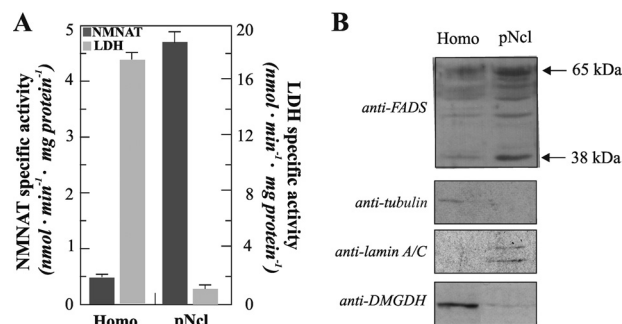 A
B
NMNAT
LDH
NMNAT specific activity
(nmol · min⁻¹ · mg protein⁻¹)
5
4
3
2
1
0
20
16
12
8
4
0
LDH specific activity
(nmol · min⁻¹ · mg protein⁻¹)
Homo pNcl
Homo pNcl
anti-FADS
65 kDa
38 kDa
anti-tubulin
anti-lamin A/C
anti-DMGDH